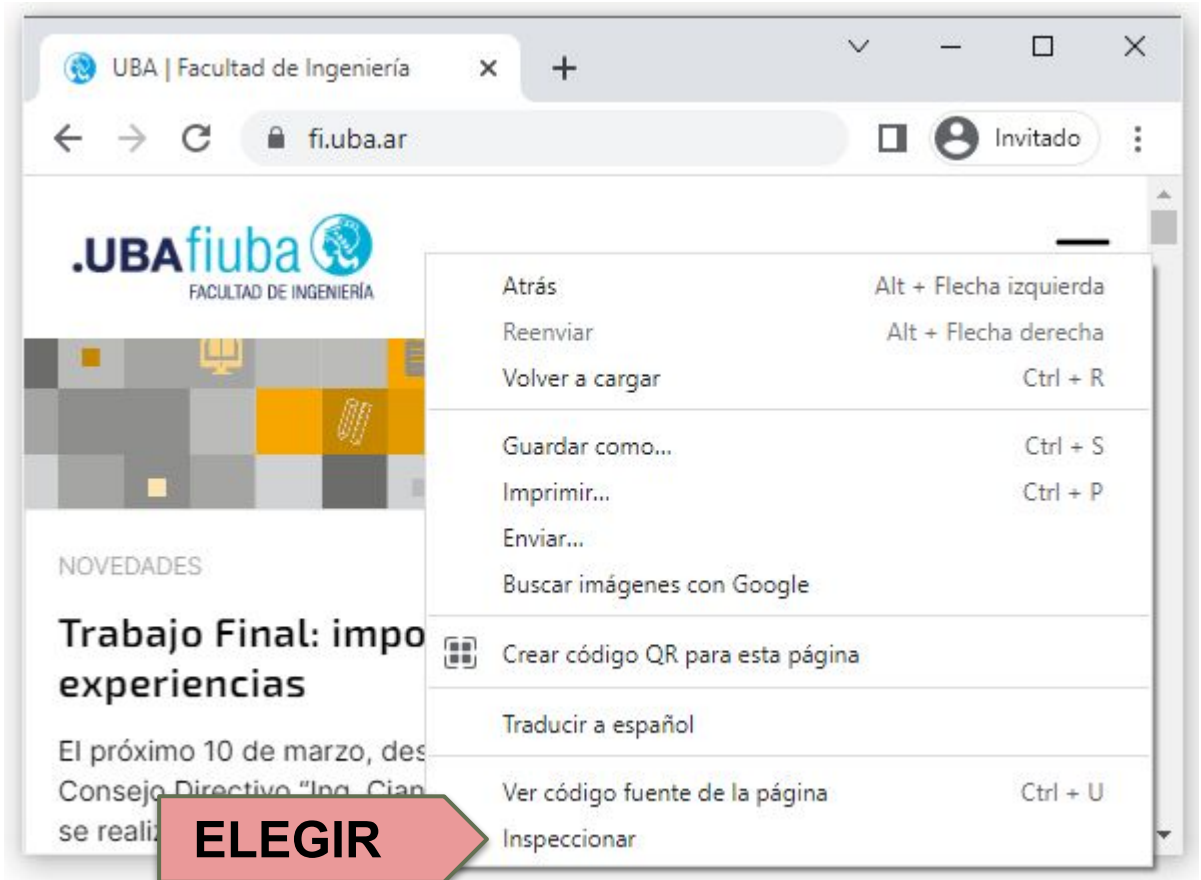 UBA | Facultad de Ingeniería
fi.uba.ar
Invitado
.UBAfiuba
FACULTAD DE INGENIERÍA
Atrás Alt + Flecha izquierda
Reenviar Alt + Flecha derecha
Volver a cargar Ctrl + R
Guardar como... Ctrl + S
Imprimir... Ctrl + P
Enviar...
Buscar imágenes con Google
Crear código QR para esta página
Traducir a español
Ver código fuente de la página Ctrl + U
Inspeccionar
NOVEDADES
Trabajo Final: impo
experiencias
El próximo 10 de marzo, des
Consejo Directivo "Ing. Cian
se realiz
ELEGIR